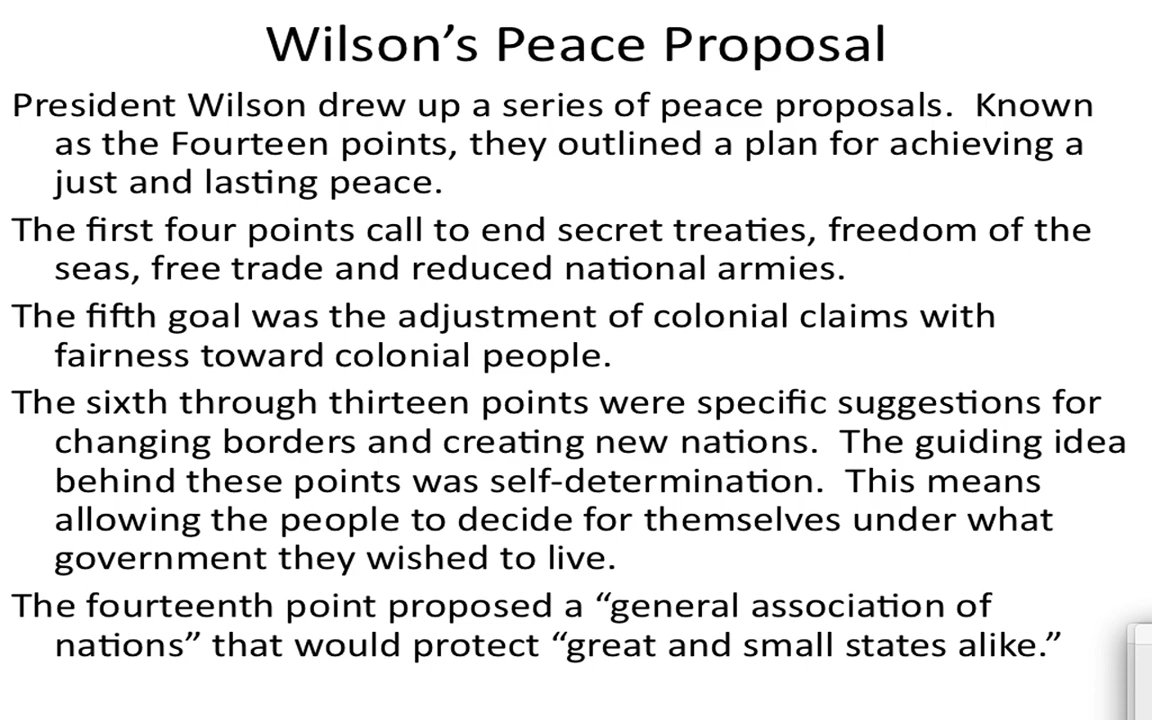 Wilson’s Peace Proposal
President Wilson drew up a series of peace proposals.  Known
as the Fourteen points, they outlined a plan for achieving a
just and lasting peace.
The first four points call to end secret treaties, freedom of the
seas, free trade and reduced national armies.
The fifth goal was the adjustment of colonial claims with
fairness toward colonial people.
The sixth through thirteen points were specific suggestions for
changing borders and creating new nations.  The guiding idea
behind these points was self-determination.  This means
allowing the people to decide for themselves under what
government they wished to live.
The fourteenth point proposed a “general association of
nations” that would protect “great and small states alike.”